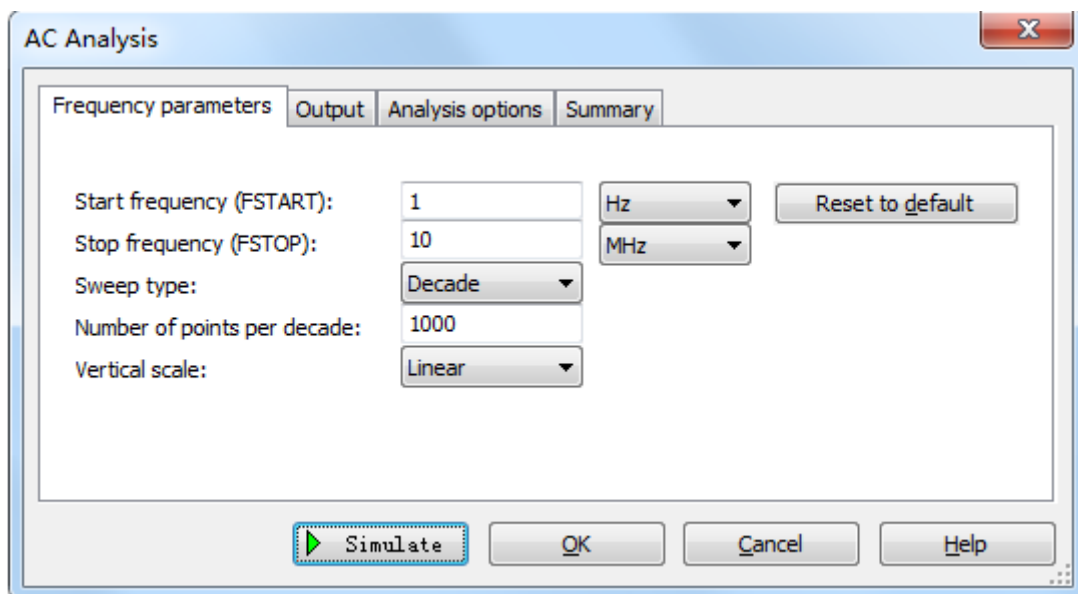 AC Analysis
X
Frequency parameters Output Analysis options Summary
Start frequency (FSTART): 1 Hz Reset to default
Stop frequency (FSTOP): 10 MHz
Sweep type: Decade
Number of points per decade: 1000
Vertical scale: Linear
Simulate OK Cancel Help